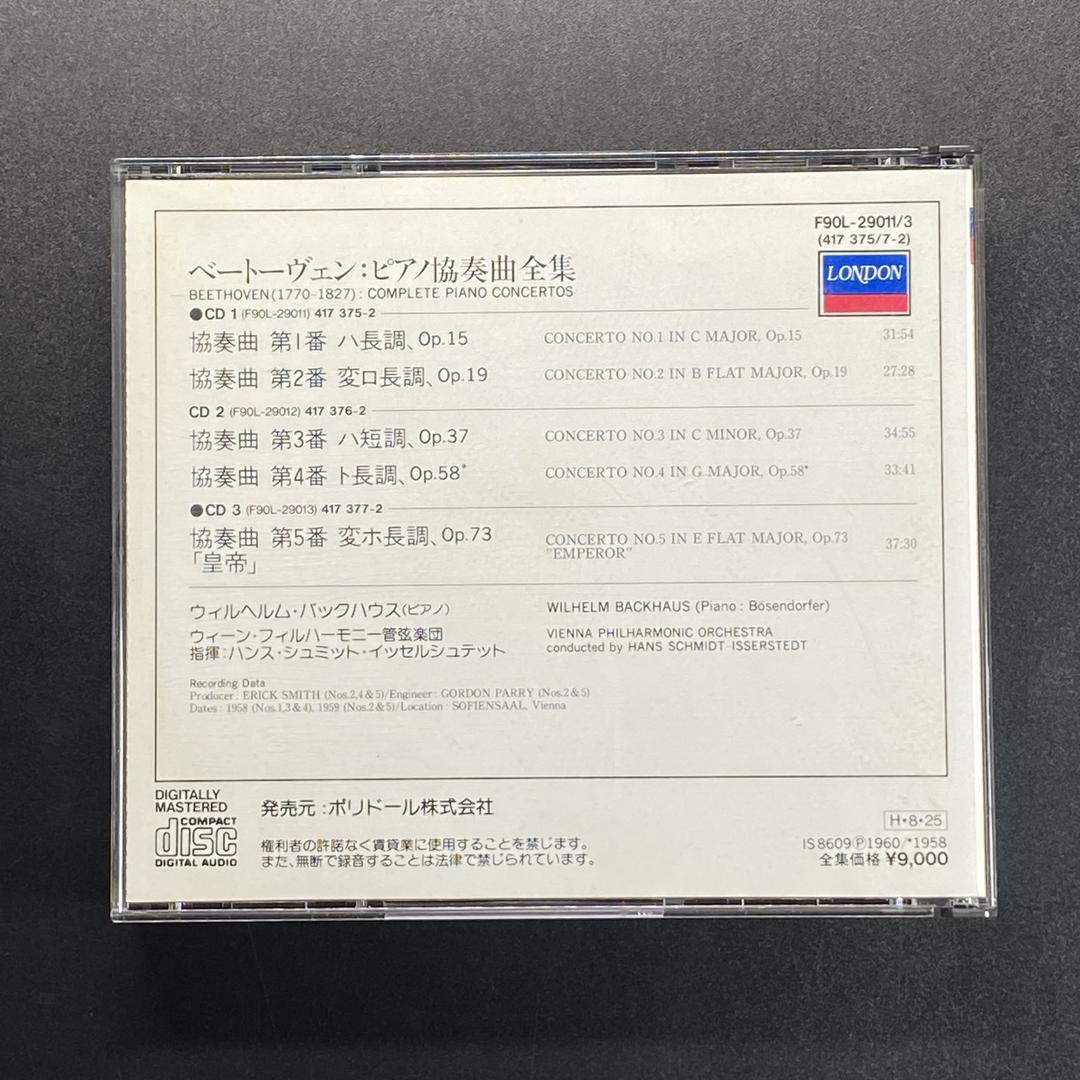 F90L-29011/3
(417 375/7-2)
LONDON
ベートーヴェン:ピアノ協奏曲全集
BEETHOVEN(1770-1827): COMPLETE PIANO CONCERTOS
●CD 1 (F90L-29011) 417 375-2
協奏曲 第1番 ハ長調、Op.15 CONCERTO NO.1 IN C MAJOR, Op.15 31:54
協奏曲 第2番 変ロ長調、Op.19 CONCERTO NO.2 IN B FLAT MAJOR, Op.19 27:28
CD 2 (F90L-29012) 417 376-2
協奏曲 第3番 ハ短調、Op.37 CONCERTO NO.3 IN C MINOR, Op.37 34:55
協奏曲 第4番 ト長調、Op.58* CONCERTO NO.4 IN G MAJOR, Op.58* 33:41
●CD 3 (F90L-29013) 417 377-2
協奏曲 第5番 変ホ長調、Op.73 CONCERTO NO.5 IN E FLAT MAJOR, Op.73 37:30
「皇帝」 "EMPEROR"
ウィルヘルム・バックハウス(ピアノ) WILHELM BACKHAUS (Piano : Bösendorfer)
ウィーン・フィルハーモニー管弦楽団 VIENNA PHILHARMONIC ORCHESTRA
指揮:ハンス・シュミット・イッセルシュテット conducted by HANS SCHMIDT-ISSERSTEDT
Recording Data
Producer : ERICK SMITH (Nos.2,4&5)/Engineer : GORDON PARRY (Nos.2&5)
Dates : 1958 (Nos.1,3&4), 1959 (Nos.2&5)/Location : SOFIENSAAL, Vienna
DIGITALLY
MASTERED
COMPACT
disc
DIGITAL AUDIO
発売元:ポリドール株式会社
権利者の許諾なく賃貸業に使用することを禁じます。
また、無断で録音することは法律で禁じられています。
H・8・25
IS8609Ⓟ1960/*1958
全集価格 ¥9,000